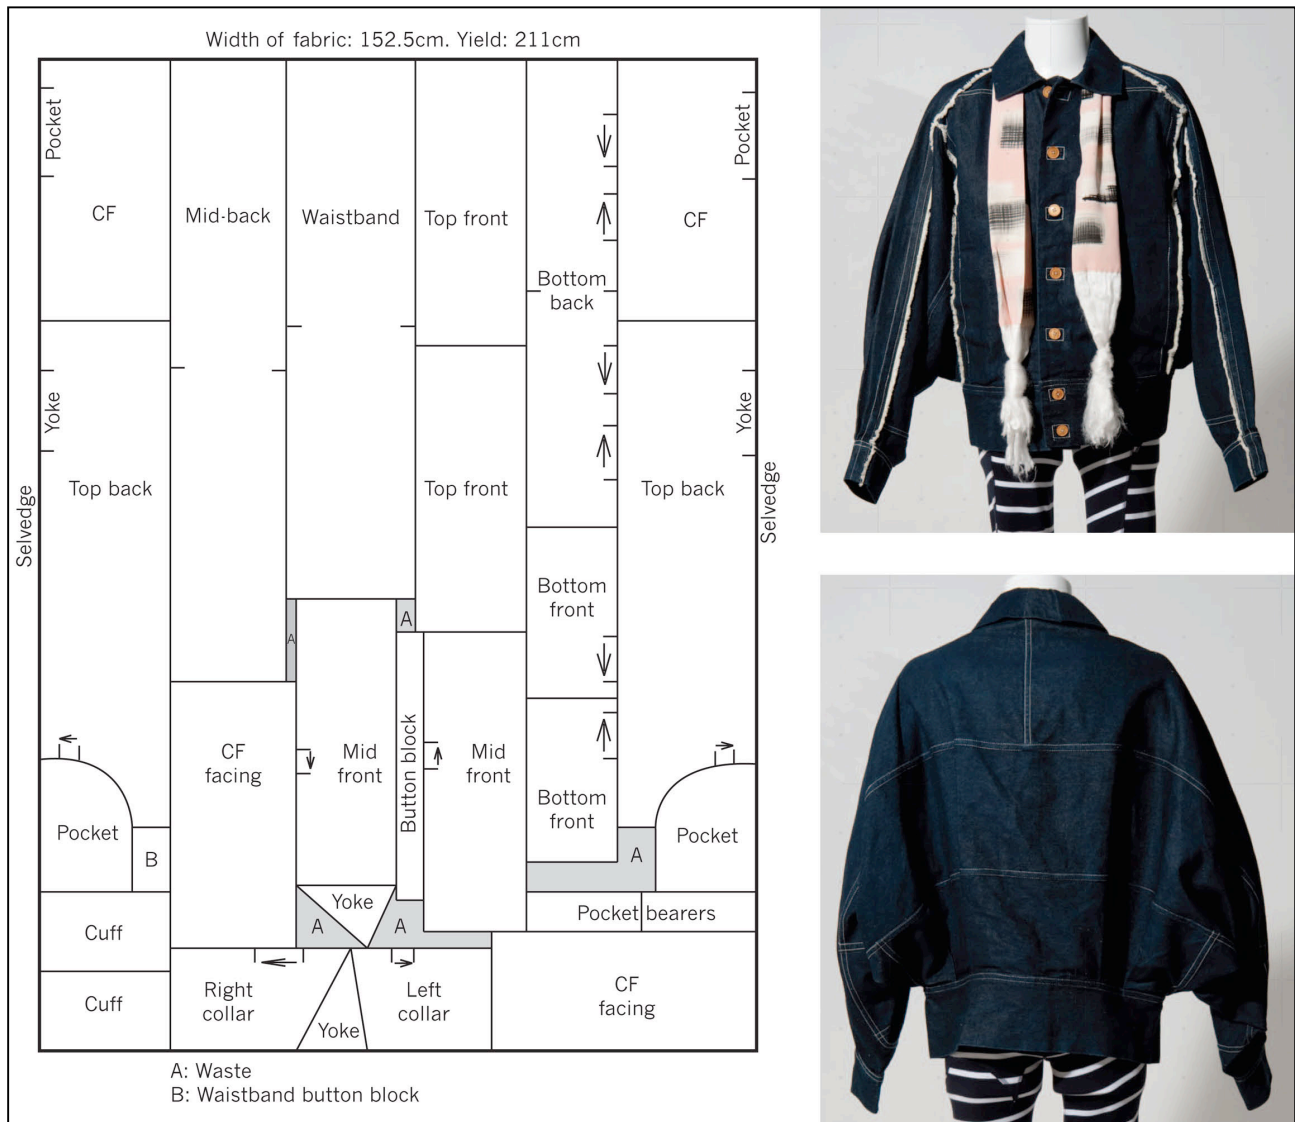 Width of fabric: 152.5cm. Yield: 211cm
Pocket
Pocket
CF
Mid-back
Waistband
Top front
CF
Bottom
back
Yoke
Yoke
Top back
Top front
Top back
Selvedge
Selvedge
Bottom
front
A
A
CF
facing
Mid
front
Button block
Mid
front
Bottom
front
Pocket
B
A
Pocket
Yoke
A
A
Pocket bearers
Cuff
Cuff
Right
collar
Yoke
Left
collar
CF
facing
A: Waste
B: Waistband button block